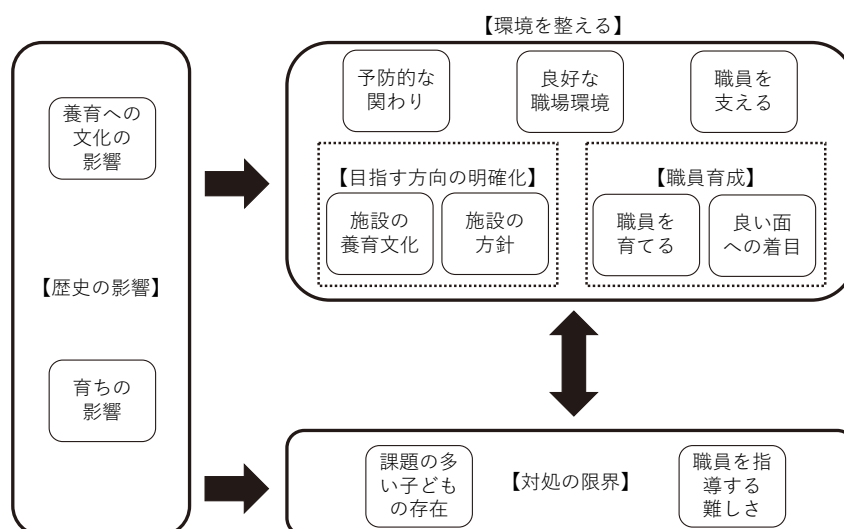 【環境を整える】
養育への
文化の
影響
【歴史の影響】
育ちの
影響
予防的な
関わり
良好な
職場環境
職員を
支える
【目指す方向の明確化】
施設の
養育文化
施設の
方針
【職員育成】
職員を
育てる
良い面
への着目
課題の多
い子ども
の存在
【対処の限界】
職員を指
導する
難しさ